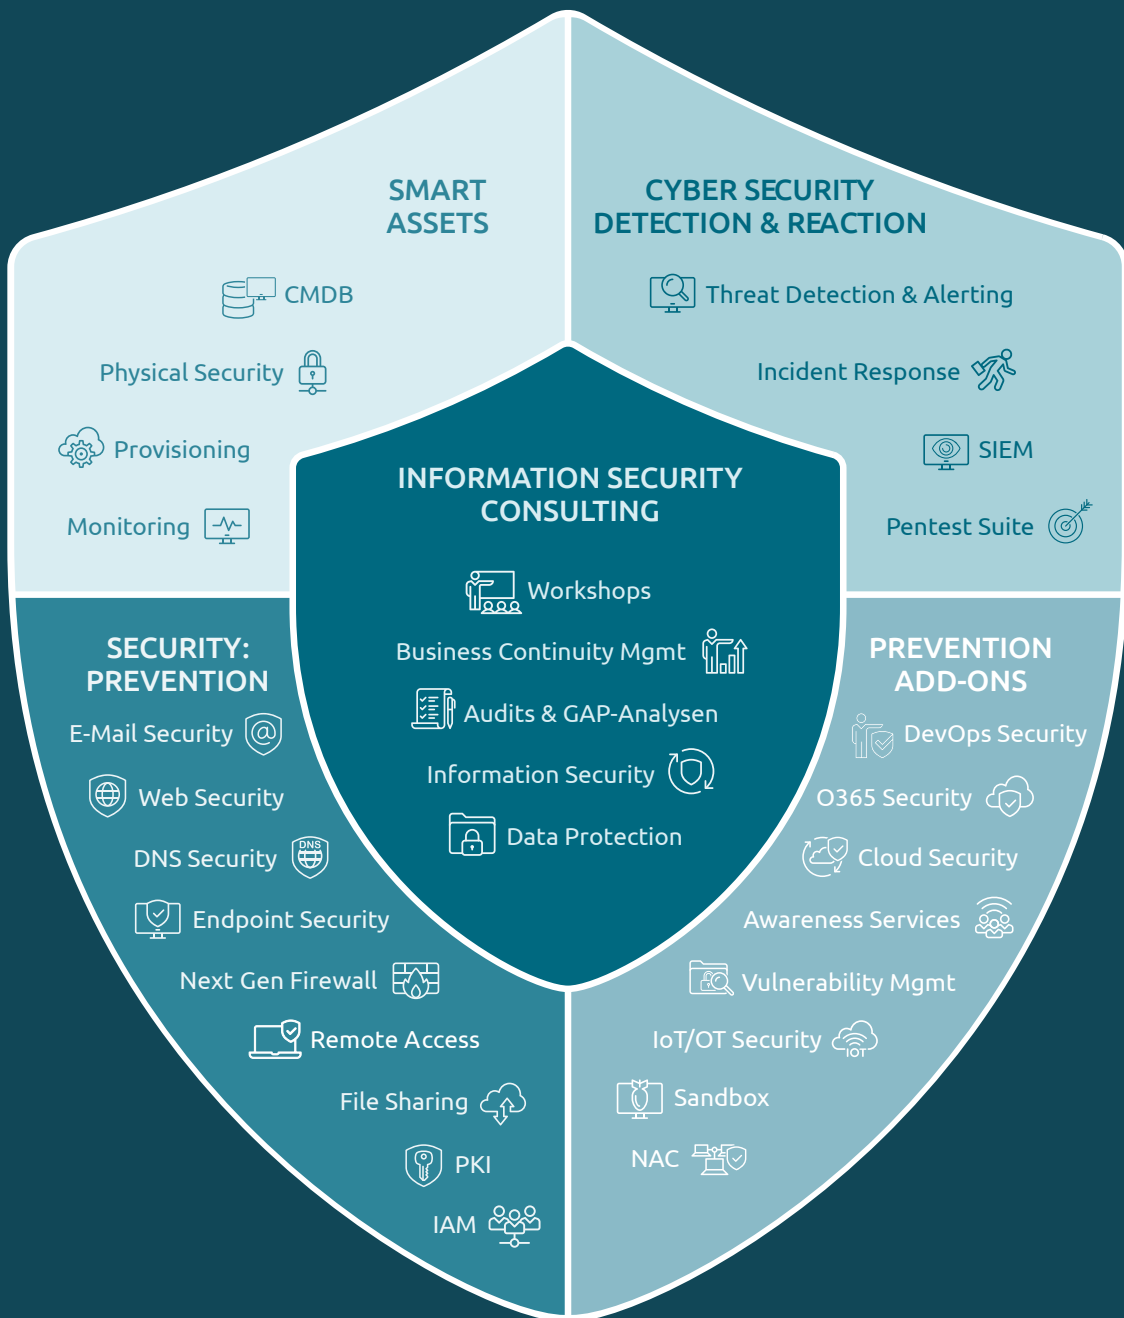 SMART
ASSETS
CMDB
Physical Security
Provisioning
Monitoring
CYBER SECURITY
DETECTION & REACTION
Threat Detection & Alerting
Incident Response
SIEM
Pentest Suite
INFORMATION SECURITY
CONSULTING
Workshops
Business Continuity Mgmt
Audits & GAP-Analysen
Information Security
Data Protection
SECURITY:
PREVENTION
E-Mail Security
Web Security
DNS Security
DNS
Endpoint Security
Next Gen Firewall
Remote Access
File Sharing
PKI
IAM
PREVENTION
ADD-ONS
DevOps Security
O365 Security
Cloud Security
Awareness Services
Vulnerability Mgmt
IoT/OT Security
IOT
Sandbox
NAC